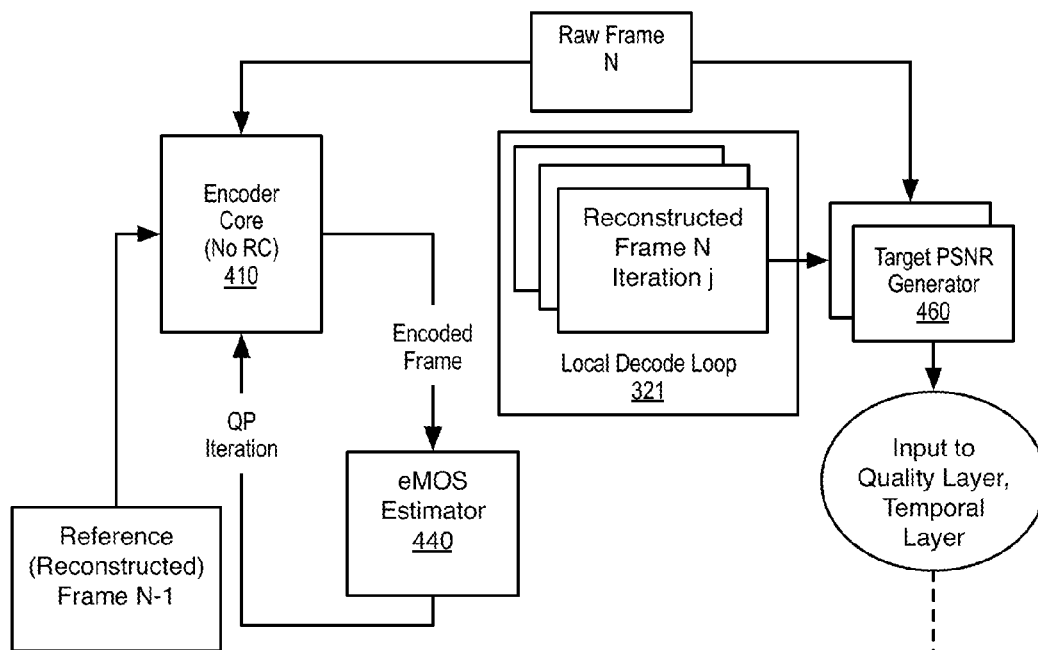 Raw Frame
N
Encoder
Core
(No RC)
410
Reconstructed
Frame N
Iteration j
Local Decode Loop
321
Target PSNR
Generator
460
Encoded
Frame
QP
Iteration
eMOS
Estimator
440
Input to
Quality Layer,
Temporal
Layer
Reference
(Reconstructed)
Frame N-1